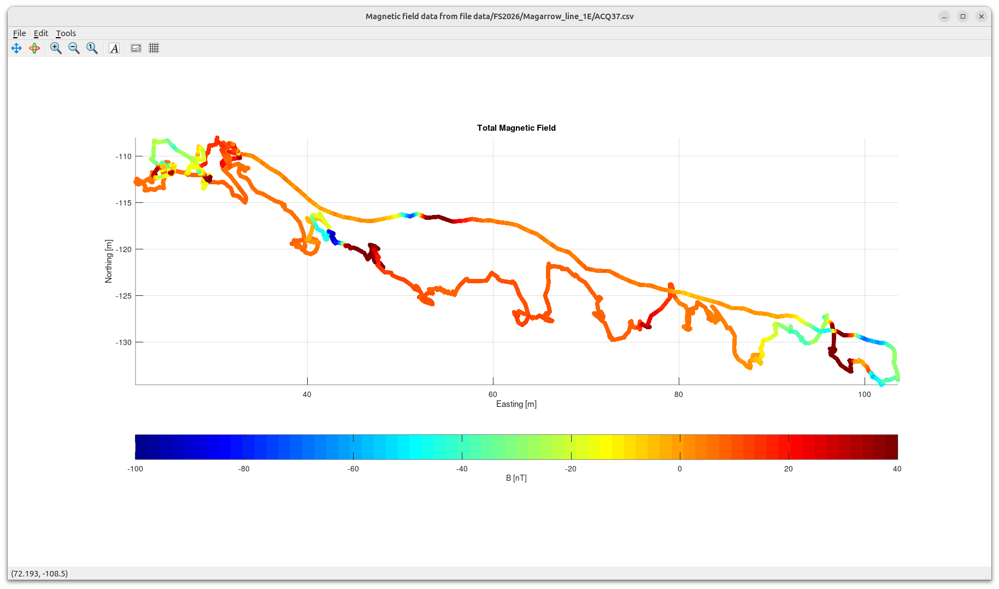 Magnetic field data from file data/FS2026/Magarrow_line_1E/ACQ37.csv
File Edit Tools
1 A
Total Magnetic Field
-110
-115
-120
-125
-130
Northing [m]
40 60 80 100
Easting [m]
-100 -80 -60 -40 -20 0 20 40
B [nT]
(72.193, -108.5)